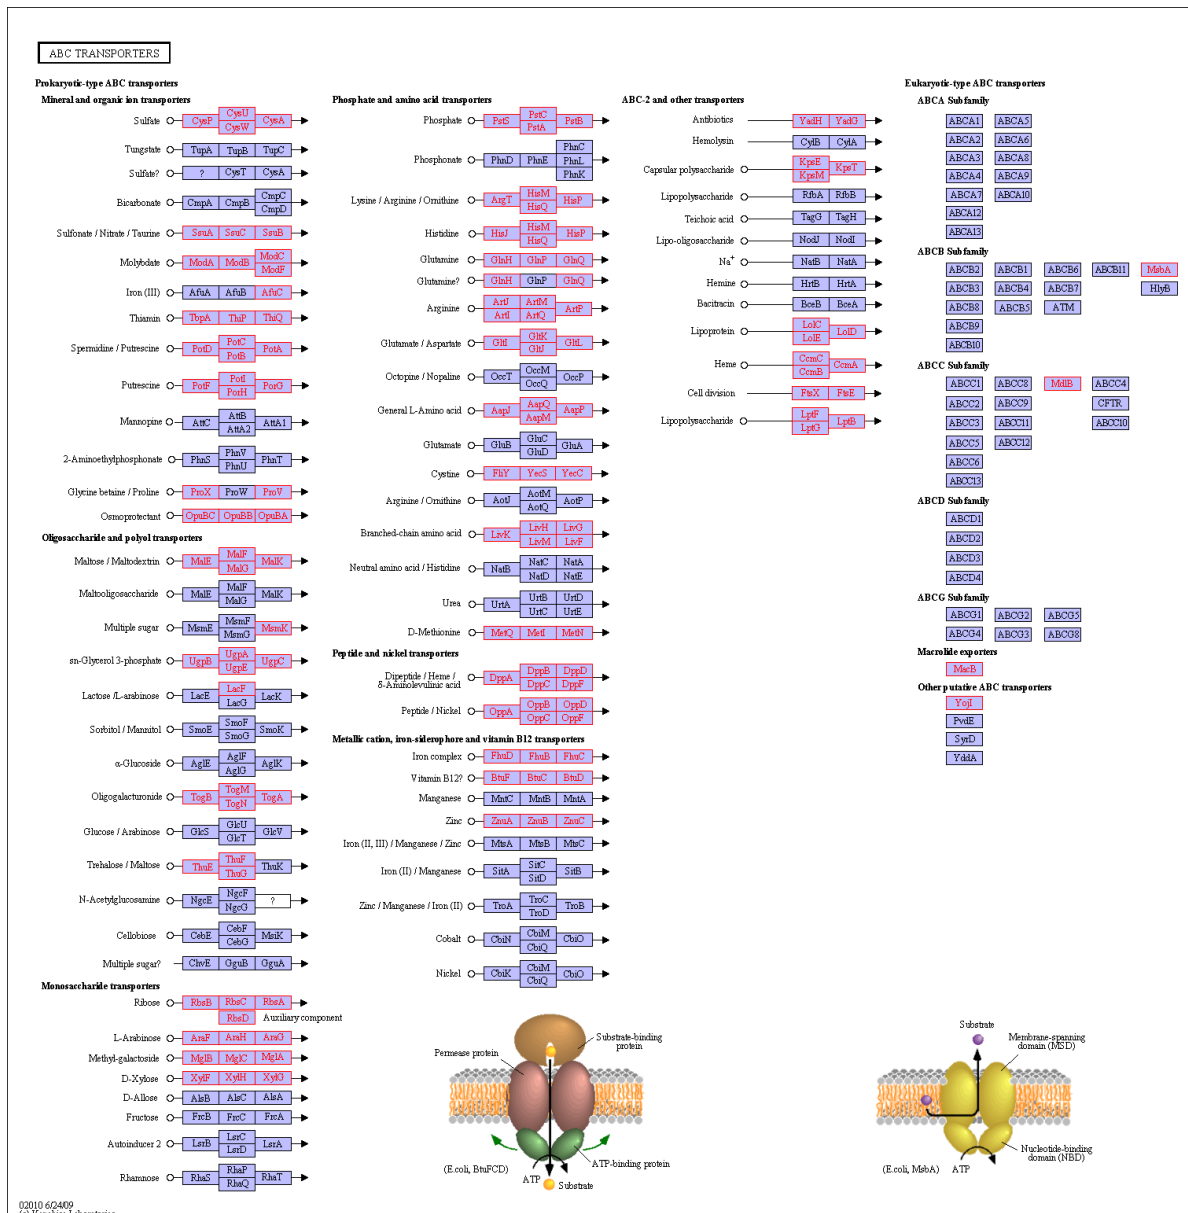 ABC TRANSPORTERS
Prokaryotic-type ABC transporters
Mineral and organic ion transporters
Sulfate CysP CysU CysW CysA
Tungstate TupA TupB TupC
Sulfate? ? CysT CysA
Bicarbonate CmpA CmpB CmpC CmpD
Sulfonate / Nitrate / Taurine SsuA SsuC SsuB
Molybdate ModA ModB ModC ModF
Iron (III) AfuA AfuB AfuC
Thiamin TbpA ThiP ThiQ
Spermidine / Putrescine PotD PotC PotB PotA
Putrescine PotF PotI PotH PotG
Mannopine AttC AttB AttA2 AttA1
2-Aminoethylphosphonate PhnS PhnV PhnU PhnT
Glycine betaine / Proline ProX ProW ProV
Osmoprotectant OpuBC OpuBB OpuBA
Oligosaccharide and polyol transporters
Maltose / Maltodextrin MalE MalF MalG MalK
Maltooligosaccharide MalE MalF MalG MalK
Multiple sugar MsmE MsmF MsmG MsmK
sn-Glycerol 3-phosphate UgpB UgpA UgpE UgpC
Lactose /L-arabinose LacE LacF LacG LacK
Sorbitol / Mannitol SmoE SmoF SmoG SmoK
α-Glucoside AglE AglF AglG AglK
Oligogalacturonide TogB TogM TogN TogA
Glucose / Arabinose GlcS GlcU GlcT GlcV
Trehalose / Maltose ThuE ThuF ThuG ThuK
N-Acetylglucosamine NgcE NgcF NgcG ?
Cellobiose CebE CebF CebG MsiK
Multiple sugar? ChvE GguB GguA
Monosaccharide transporters
Ribose RbsB RbsC RbsA
RbsD Auxiliary component
L-Arabinose AraF AraH AraG
Methyl-galactoside MglB MglC MglA
D-Xylose XylF XylH XylG
D-Allose AlsB AlsC AlsA
Fructose FrcB FrcC FrcA
Autoinducer 2 LsrB LsrC LsrD LsrA
Rhamnose RhaS RhaP RhaQ RhaT
Phosphate and amino acid transporters
Phosphate PstS PstC PstA PstB
Phosphonate PhnD PhnE PhnC PhnL PhnK
Lysine / Arginine / Ornithine ArgT HisM HisQ HisP
Histidine HisJ HisM HisQ HisP
Glutamine GlnH GlnP GlnQ
Glutamine? GlnH GlnP GlnQ
Arginine ArtJ ArtI ArtM ArtQ ArtP
Glutamate / Aspartate GltI GltK GltJ GltL
Octopine / Nopaline OccT OccM OccQ OccP
General L-Amino acid AapJ AapQ AapM AapP
Glutamate GluB GluC GluD GluA
Cystine FliY YecS YecC
Arginine / Ornithine AotJ AotM AotQ AotP
Branched-chain amino acid LivK LivH LivM LivG LivF
Neutral amino acid / Histidine NatB NatC NatD NatA NatE
Urea UrtA UrtB UrtC UrtD UrtE
D-Methionine MetQ MetI MetN
Peptide and nickel transporters
Dipeptide / Heme /
δ-Aminolevulinic acid DppA DppB DppC DppD DppF
Peptide / Nickel OppA OppB OppC OppD OppF
Metallic cation, iron-siderophore and vitamin B12 transporters
Iron complex FhuD FhuB FhuC
Vitamin B12? BtuF BtuC BtuD
Manganese MntC MntB MntA
Zinc ZnuA ZnuB ZnuC
Iron (II, III) / Manganese / Zinc MtsA MtsB MtsC
Iron (II) / Manganese SitA SitC SitD SitB
Zinc / Manganese / Iron (II) TroA TroC TroD TroB
Cobalt CbiN CbiM CbiQ CbiO
Nickel CbiK CbiM CbiQ CbiO
ABC-2 and other transporters
Antibiotics YadH YadG
Hemolysin CylB CylA
Capsular polysaccharide KpsE KpsM KpsT
Lipopolysaccharide RfbA RfbB
Teichoic acid TagG TagH
Lipo-oligosaccharide NodJ NodI
Na+ NatB NatA
Hemine HrtB HrtA
Bacitracin BceB BceA
Lipoprotein LolC LolE LolD
Heme CcmC CcmB CcmA
Cell division FtsX FtsE
Lipopolysaccharide LptF LptG LptB
Eukaryotic-type ABC transporters
ABCA Subfamily
ABCA1 ABCA5
ABCA2 ABCA6
ABCA3 ABCA8
ABCA4 ABCA9
ABCA7 ABCA10
ABCA12
ABCA13
ABCB Subfamily
ABCB2 ABCB1 ABCB6 ABCB11 MsbA
ABCB3 ABCB4 ABCB7 HlyB
ABCB8 ABCB5 ATM
ABCB9
ABCB10
ABCC Subfamily
ABCC1 ABCC8 MdlB ABCC4
ABCC2 ABCC9 CFTR
ABCC3 ABCC11 ABCC10
ABCC5 ABCC12
ABCC6
ABCC13
ABCD Subfamily
ABCD1
ABCD2
ABCD3
ABCD4
ABCG Subfamily
ABCG1 ABCG2 ABCG5
ABCG4 ABCG3 ABCG8
Macrolide exporters
MacB
Other putative ABC transporters
YojI
PvdE
SyrD
YddA
Substrate-binding
protein
Permease protein
ATP-binding protein
(E.coli, BtuFCD)
ATP
Substrate
Substrate
Membrane-spanning
domain (MSD)
Nucleotide-binding
domain (NBD)
(E.coli, MsbA)
ATP
02010 6/24/09